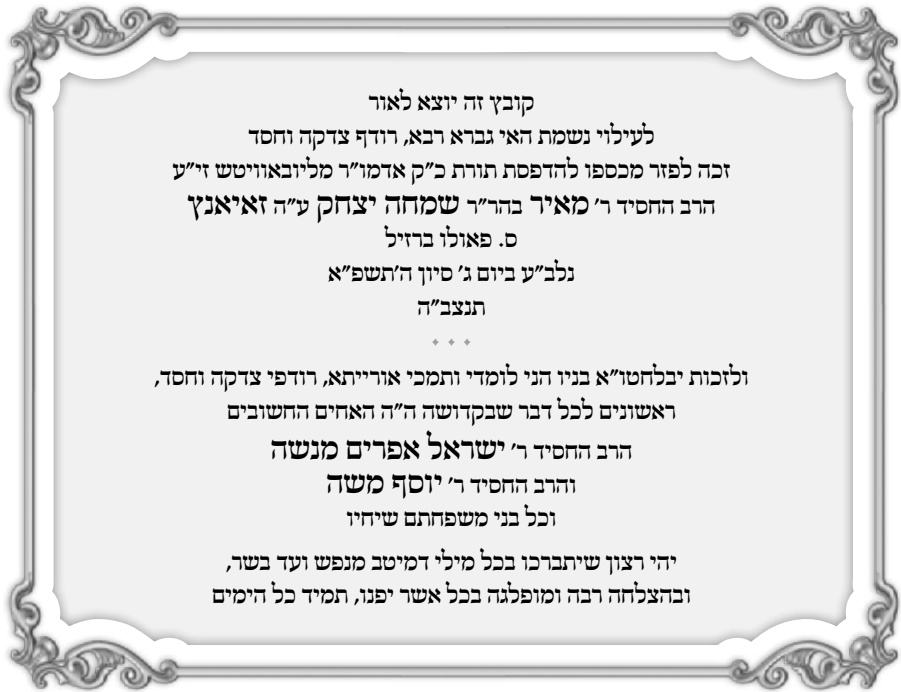 קובץ זה יוצא לאור
לעילוי נשמת האי גברא רבא, רודף צדקה וחסד
זכה לפזר מכספו להדפסת תורת כ״ק אדמו״ר מליובאוויטש זי״ע
הרב החסיד ר׳ מאיר בהר״ר שמחה יצחק ע״ה זאיאנץ
ס. פאולו ברזיל
נלב״ע ביום ג׳ סיון ה׳תשפ״א
תנצב״ה
ולזכות יבלחטו״א בניו הני לומדי ותמכי אורייתא, רודפי צדקה וחסד,
ראשונים לכל דבר שבקדושה ה״ה האחים החשובים
הרב החסיד ר׳ ישראל אפרים מנשה
והרב החסיד ר׳ יוסף משה
וכל בני משפחתם שיחיו
יהי רצון שיתברכו בכל מילי דמיטב מנפש ועד בשר,
ובהצלחה רבה ומופלגה בכל אשר יפנו, תמיד כל הימים